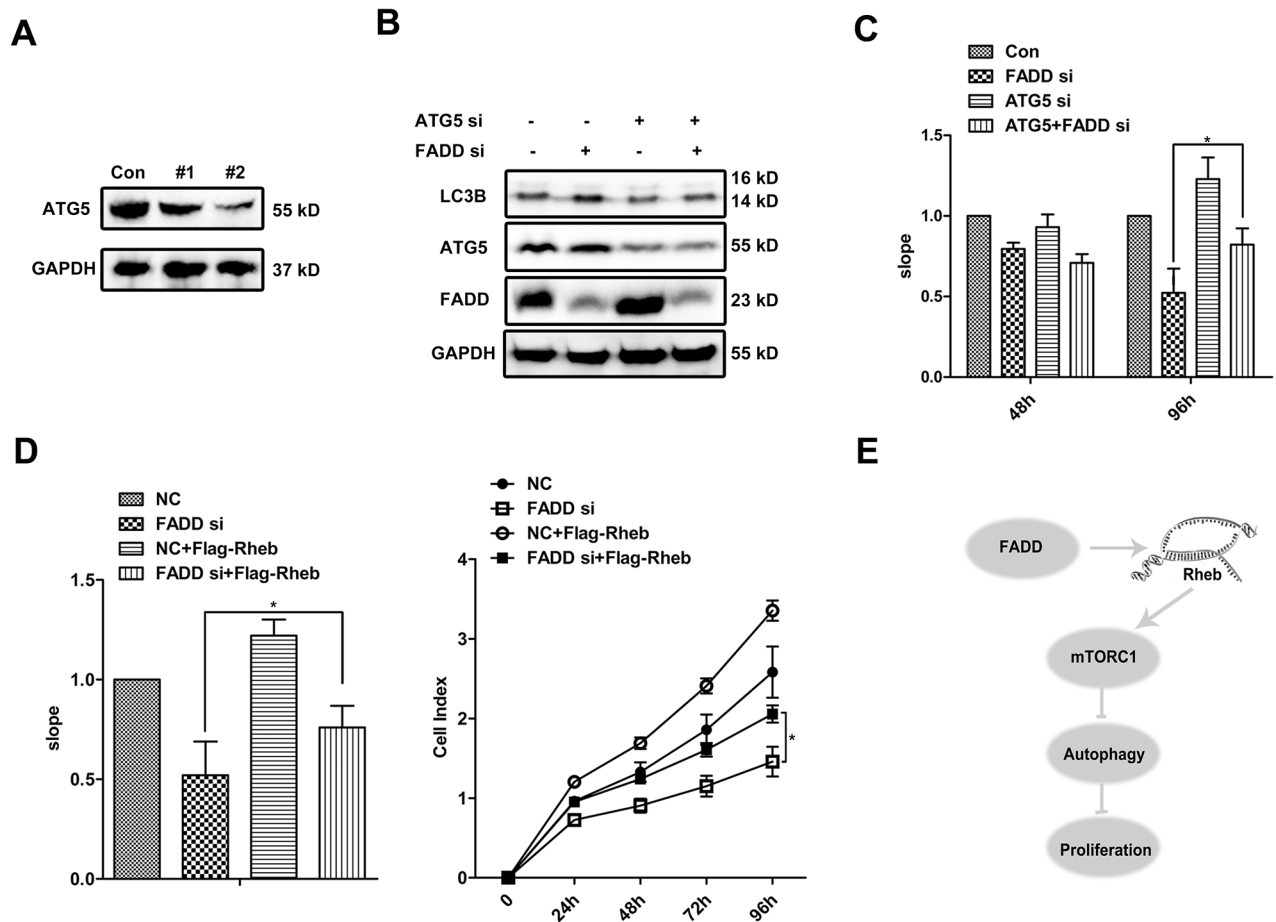 A
Con #1 #2
ATG5 55 kD
GAPDH 37 kD
B
ATG5 si - - + +
FADD si - + - +
LC3B 16 kD
14 kD
ATG5 55 kD
FADD 23 kD
GAPDH 55 kD
C
Con
FADD si
ATG5 si
ATG5+FADD si
slope
1.5
1.0
0.5
0.0
*
48h 96h
D
NC
FADD si
NC+Flag-Rheb
FADD si+Flag-Rheb
slope
1.5
1.0
0.5
0.0
*
NC
FADD si
NC+Flag-Rheb
FADD si+Flag-Rheb
Cell Index
4
3
2
1
0
*
0 24h 48h 72h 96h
E
FADD
Rheb
mTORC1
Autophagy
Proliferation